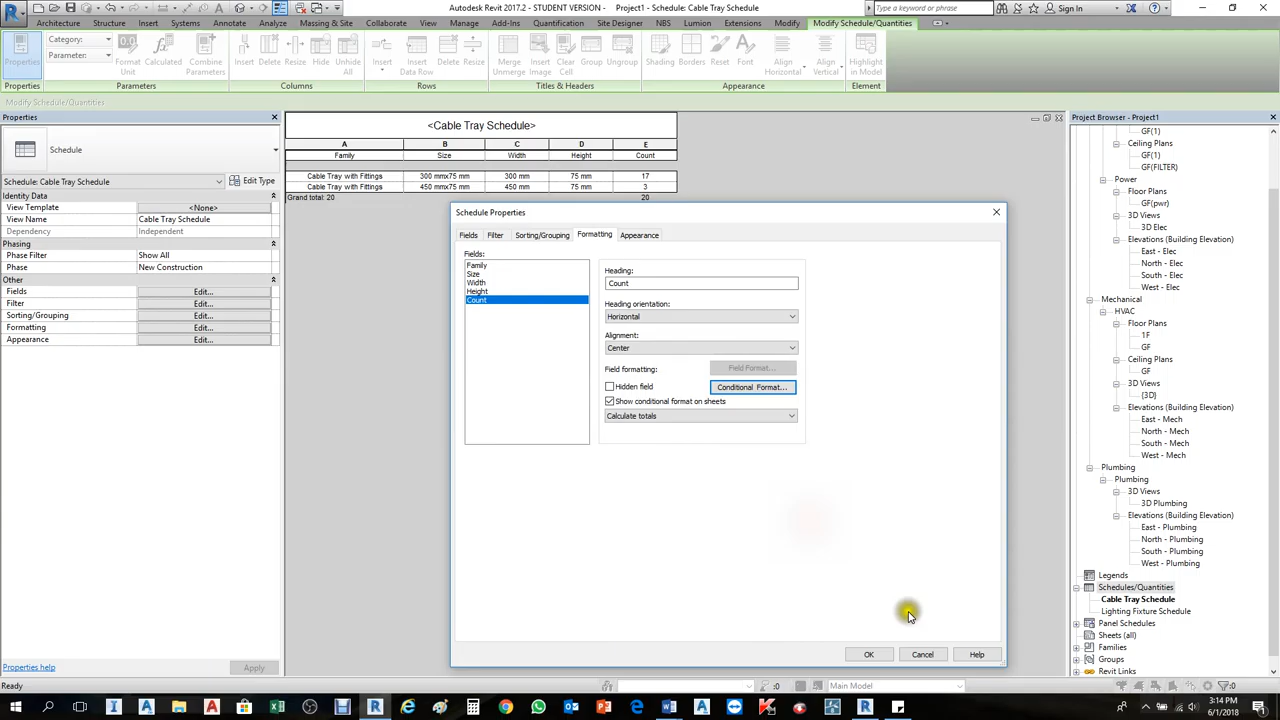 Autodesk Revit 2017.2 - STUDENT VERSION - Project1 - Schedule: Cable Tray Schedule
Type a keyword or phrase
Sign In
Architecture Structure Insert Systems Annotate Analyze Massing & Site Collaborate View Manage Add-Ins Quantification Site Designer NBS Lumion Extensions Modify Modify Schedule/Quantities
Category:
Parameter:
Properties
Format Unit
Calculated
Combine Parameters
Insert
Delete
Resize
Hide
Unhide All
Insert
Insert Data Row
Delete
Resize
Merge Unmerge
Insert Image
Clear Cell
Group
Ungroup
Shading
Borders
Reset
Font
Align Horizontal
Align Vertical
Highlight in Model
Properties Parameters Columns Rows Titles & Headers Appearance Element
Modify Schedule/Quantities
Properties
Schedule
Schedule: Cable Tray Schedule
Edit Type
Identity Data
View Template <None>
View Name Cable Tray Schedule
Dependency Independent
Phasing
Phase Filter Show All
Phase New Construction
Other
Fields Edit...
Filter Edit...
Sorting/Grouping Edit...
Formatting Edit...
Appearance Edit...
Properties help
Apply
<Cable Tray Schedule>
A B C D E
Family Size Width Height Count
Cable Tray with Fittings 300 mmx75 mm 300 mm 75 mm 17
Cable Tray with Fittings 450 mmx75 mm 450 mm 75 mm 3
Grand total: 20 20
Schedule Properties
Fields Filter Sorting/Grouping Formatting Appearance
Fields:
Family
Size
Width
Height
Count
Heading:
Count
Heading orientation:
Horizontal
Alignment:
Center
Field formatting: Field Format...
Hidden field Conditional Format...
Show conditional format on sheets
Calculate totals
OK Cancel Help
Project Browser - Project1
GF(1)
Ceiling Plans
GF(1)
GF(FILTER)
Power
Floor Plans
GF(pwr)
3D Views
3D Elec
Elevations (Building Elevation)
East - Elec
North - Elec
South - Elec
West - Elec
Mechanical
HVAC
Floor Plans
1F
GF
Ceiling Plans
GF
3D Views
{3D}
Elevations (Building Elevation)
East - Mech
North - Mech
South - Mech
West - Mech
Plumbing
Plumbing
3D Views
3D Plumbing
Elevations (Building Elevation)
East - Plumbing
North - Plumbing
South - Plumbing
West - Plumbing
Legends
Schedules/Quantities
Cable Tray Schedule
Lighting Fixture Schedule
Panel Schedules
Sheets (all)
Families
Groups
Revit Links
Ready
:0
Main Model
:0
3:14 PM
6/1/2018